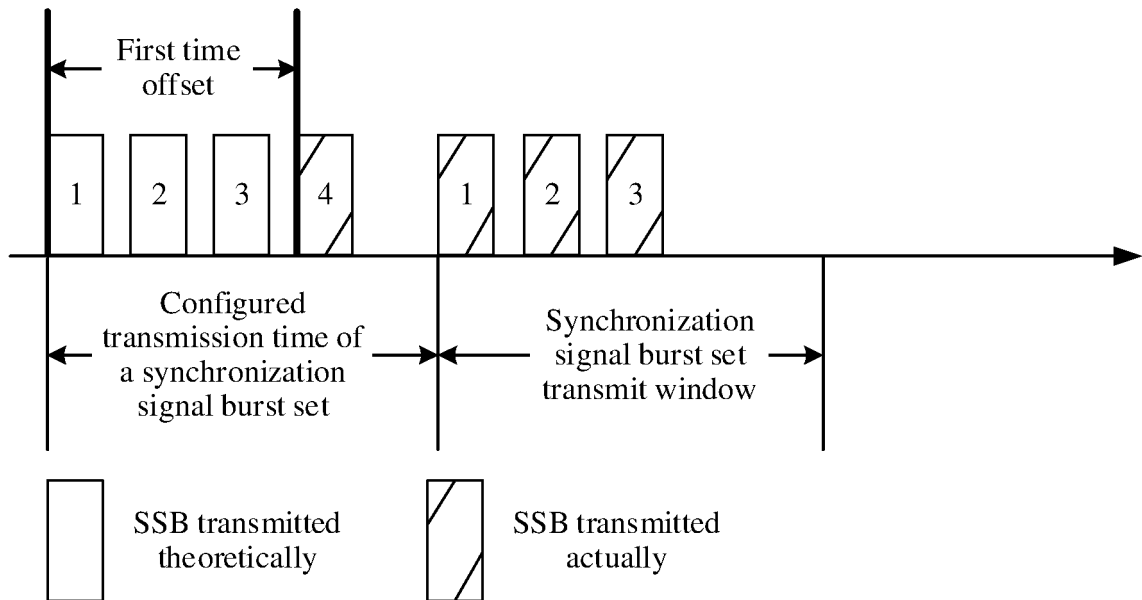 First time
offset
1 2 3 4 1 2 3
Configured
transmission time of
a synchronization
signal burst set
Synchronization
signal burst set
transmit window
SSB transmitted
theoretically
SSB transmitted
actually